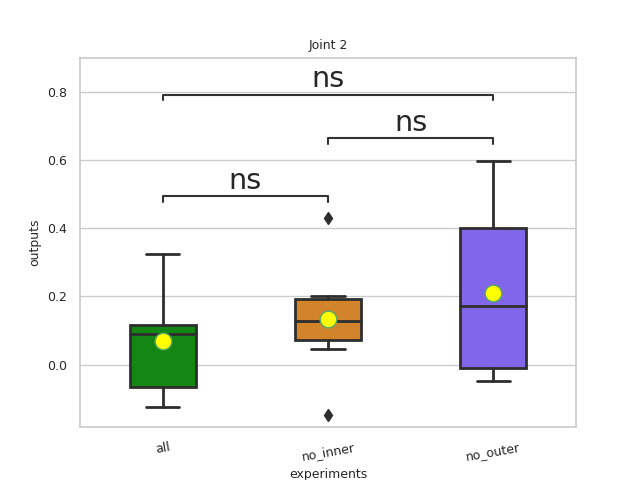 Joint 2
ns
ns
ns
0.8
0.6
0.4
0.2
0.0
outputs
all
no_inner
no_outer
experiments